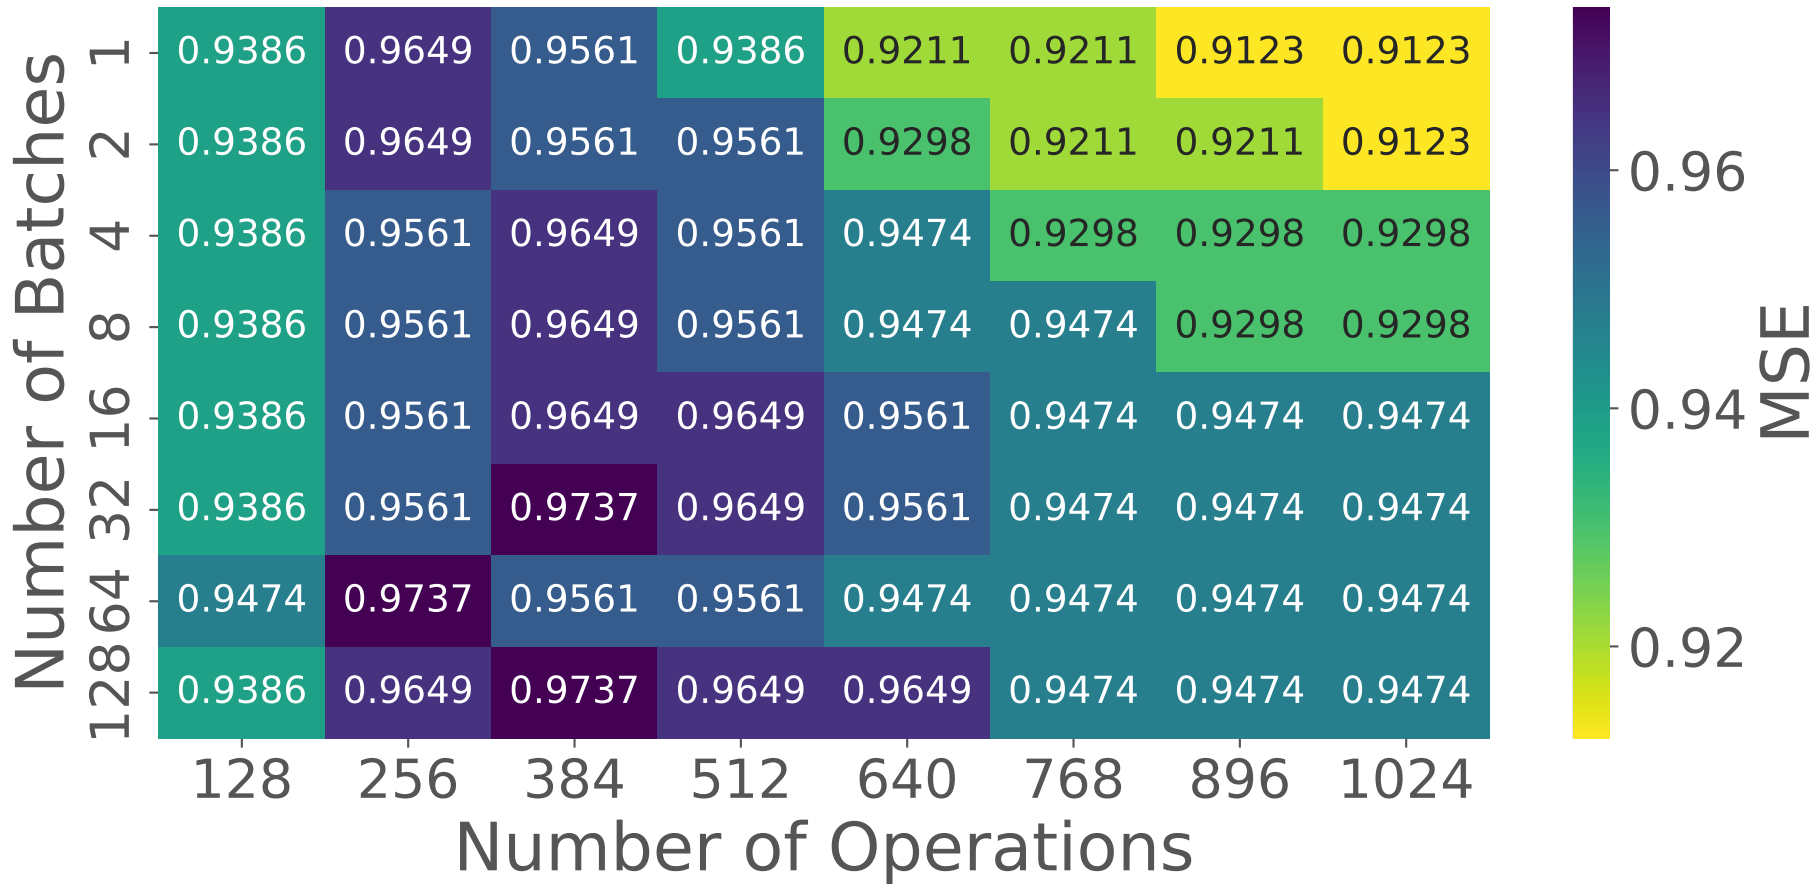 Number of Batches
1 0.9386 0.9649 0.9561 0.9386 0.9211 0.9211 0.9123 0.9123
2 0.9386 0.9649 0.9561 0.9561 0.9298 0.9211 0.9211 0.9123
4 0.9386 0.9561 0.9649 0.9561 0.9474 0.9298 0.9298 0.9298
8 0.9386 0.9561 0.9649 0.9561 0.9474 0.9474 0.9298 0.9298
16 0.9386 0.9561 0.9649 0.9649 0.9561 0.9474 0.9474 0.9474
32 0.9386 0.9561 0.9737 0.9649 0.9561 0.9474 0.9474 0.9474
64 0.9474 0.9737 0.9561 0.9561 0.9474 0.9474 0.9474 0.9474
128 0.9386 0.9649 0.9737 0.9649 0.9649 0.9474 0.9474 0.9474
128 256 384 512 640 768 896 1024
Number of Operations
0.96
0.94
0.92
MSE